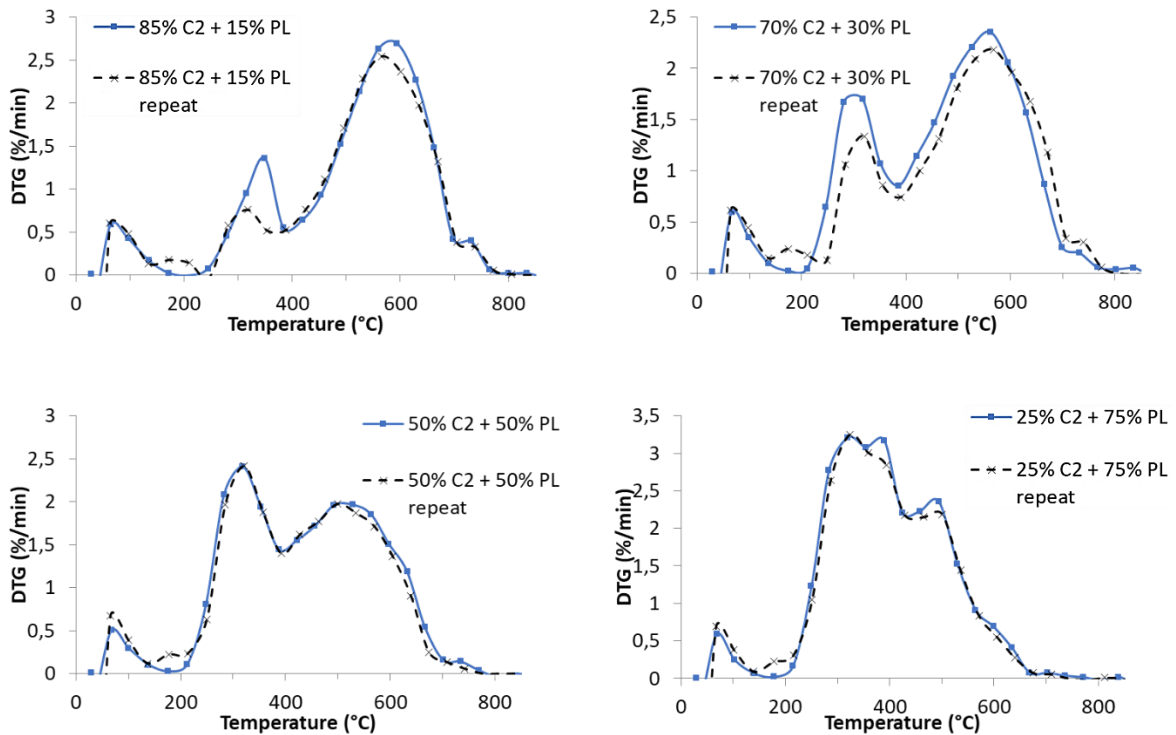 85% C2 + 15% PL
85% C2 + 15% PL
repeat
DTG (%/min)
3
2,5
2
1,5
1
0,5
0
0
200
400
600
800
Temperature (°C)
70% C2 + 30% PL
70% C2 + 30% PL
repeat
DTG (%/min)
2,5
2
1,5
1
0,5
0
0
200
400
600
800
Temperature (°C)
50% C2 + 50% PL
50% C2 + 50% PL
repeat
DTG (%/min)
3
2,5
2
1,5
1
0,5
0
0
200
400
600
800
Temperature (°C)
25% C2 + 75% PL
25% C2 + 75% PL
repeat
DTG (%/min)
3,5
3
2,5
2
1,5
1
0,5
0
0
200
400
600
800
Temperature (°C)